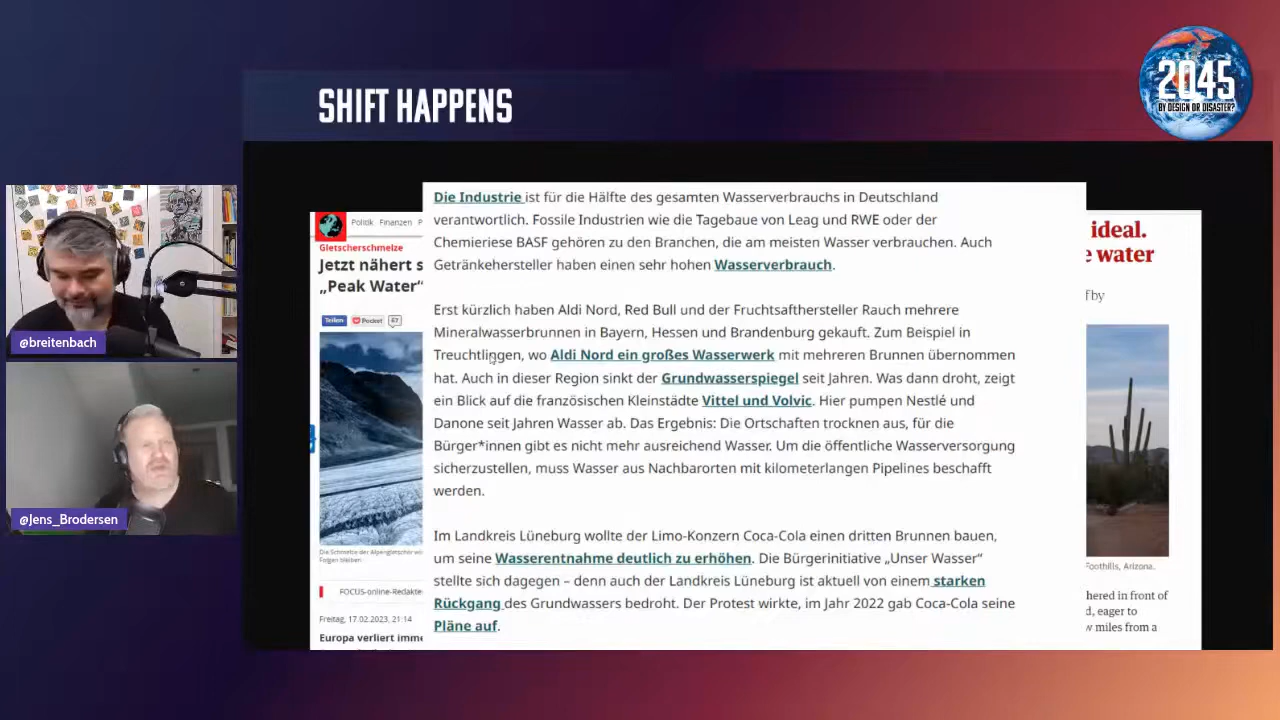 2045
BY DESIGN OR DISASTER?
SHIFT HAPPENS
@breitenbach
@Jens_Brodersen
Politik Finanzen
Gletscherschmelze
Jetzt nähert s
„Peak Water“
Teilen Pocket
Die Schmelze der Alpengletscher
Folgen bleiben
FOCUS-online-Redakte
Freitag, 17.02.2023, 21:14
Europa verliert imme
Die Industrie ist für die Hälfte des gesamten Wasserverbrauchs in Deutschland
verantwortlich. Fossile Industrien wie die Tagebaue von Leag und RWE oder der
Chemieriese BASF gehören zu den Branchen, die am meisten Wasser verbrauchen. Auch
Getränkehersteller haben einen sehr hohen Wasserverbrauch.
Erst kürzlich haben Aldi Nord, Red Bull und der Fruchtsafthersteller Rauch mehrere
Mineralwasserbrunnen in Bayern, Hessen und Brandenburg gekauft. Zum Beispiel in
Treuchtlingen, wo Aldi Nord ein großes Wasserwerk mit mehreren Brunnen übernommen
hat. Auch in dieser Region sinkt der Grundwasserspiegel seit Jahren. Was dann droht, zeigt
ein Blick auf die französischen Kleinstädte Vittel und Volvic. Hier pumpen Nestlé und
Danone seit Jahren Wasser ab. Das Ergebnis: Die Ortschaften trocknen aus, für die
Bürger*innen gibt es nicht mehr ausreichend Wasser. Um die öffentliche Wasserversorgung
sicherzustellen, muss Wasser aus Nachbarorten mit kilometerlangen Pipelines beschafft
werden.
Im Landkreis Lüneburg wollte der Limo-Konzern Coca-Cola einen dritten Brunnen bauen,
um seine Wasserentnahme deutlich zu erhöhen. Die Bürgerinitiative „Unser Wasser“
stellte sich dagegen – denn auch der Landkreis Lüneburg ist aktuell von einem starken
Rückgang des Grundwassers bedroht. Der Protest wirkte, im Jahr 2022 gab Coca-Cola seine
Pläne auf.
ideal.
e water
f by
Foothills, Arizona.
hered in front of
d, eager to
w miles from a